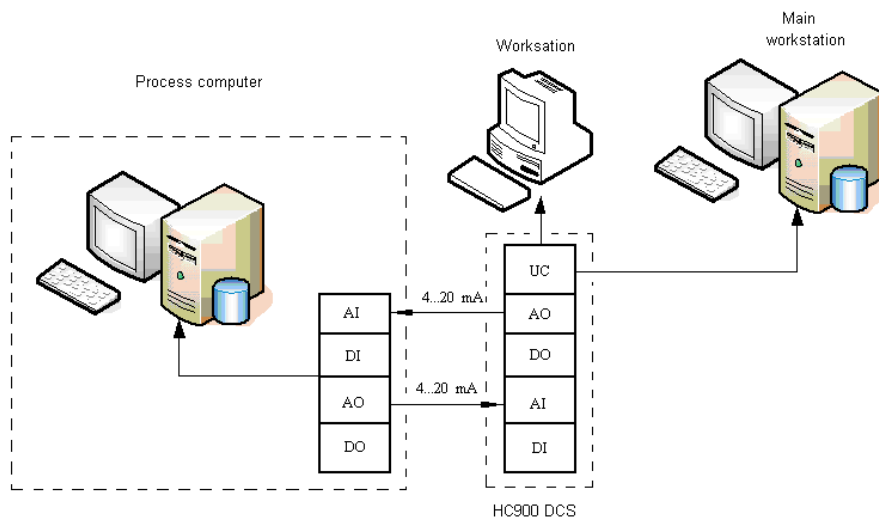 Main
workstation
Worksation
Process computer
UC
4...20 mA
AI
AO
DI
DO
4...20 mA
AO
AI
DO
DI
HC900 DCS